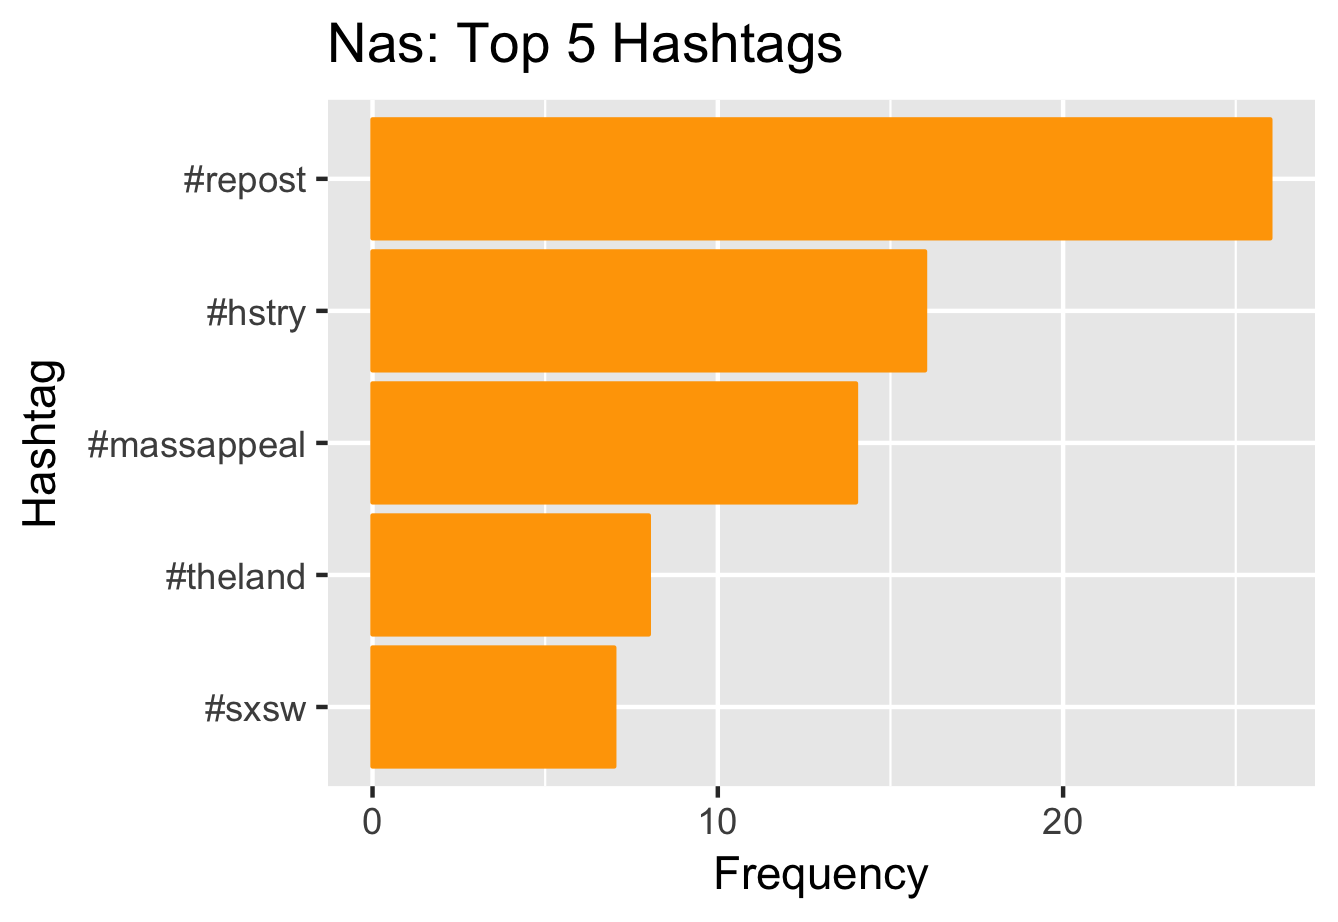 Nas: Top 5 Hashtags
#repost
#hstry
#massappeal
#theland
#sxsw
Hashtag
0 10 20
Frequency